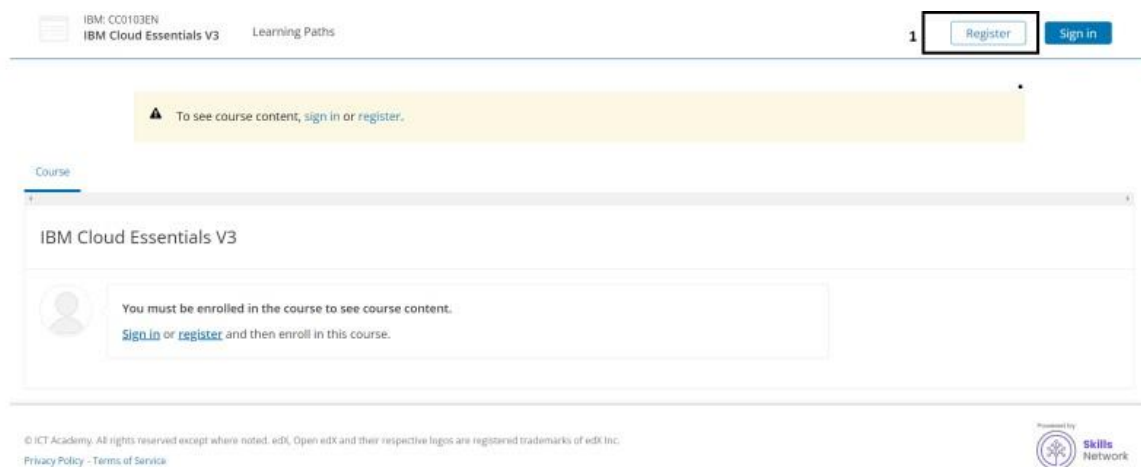 IBM: CC0103EN
IBM Cloud Essentials V3
Learning Paths
1
Register
Sign in
To see course content, sign in or register.
Course
IBM Cloud Essentials V3
You must be enrolled in the course to see course content.
Sign in or register and then enroll in this course.
© ICT Academy. All rights reserved except where noted. edX, Open edX and their respective logos are registered trademarks of edX Inc.
Privacy Policy - Terms of Service
Powered by
Skills
Network